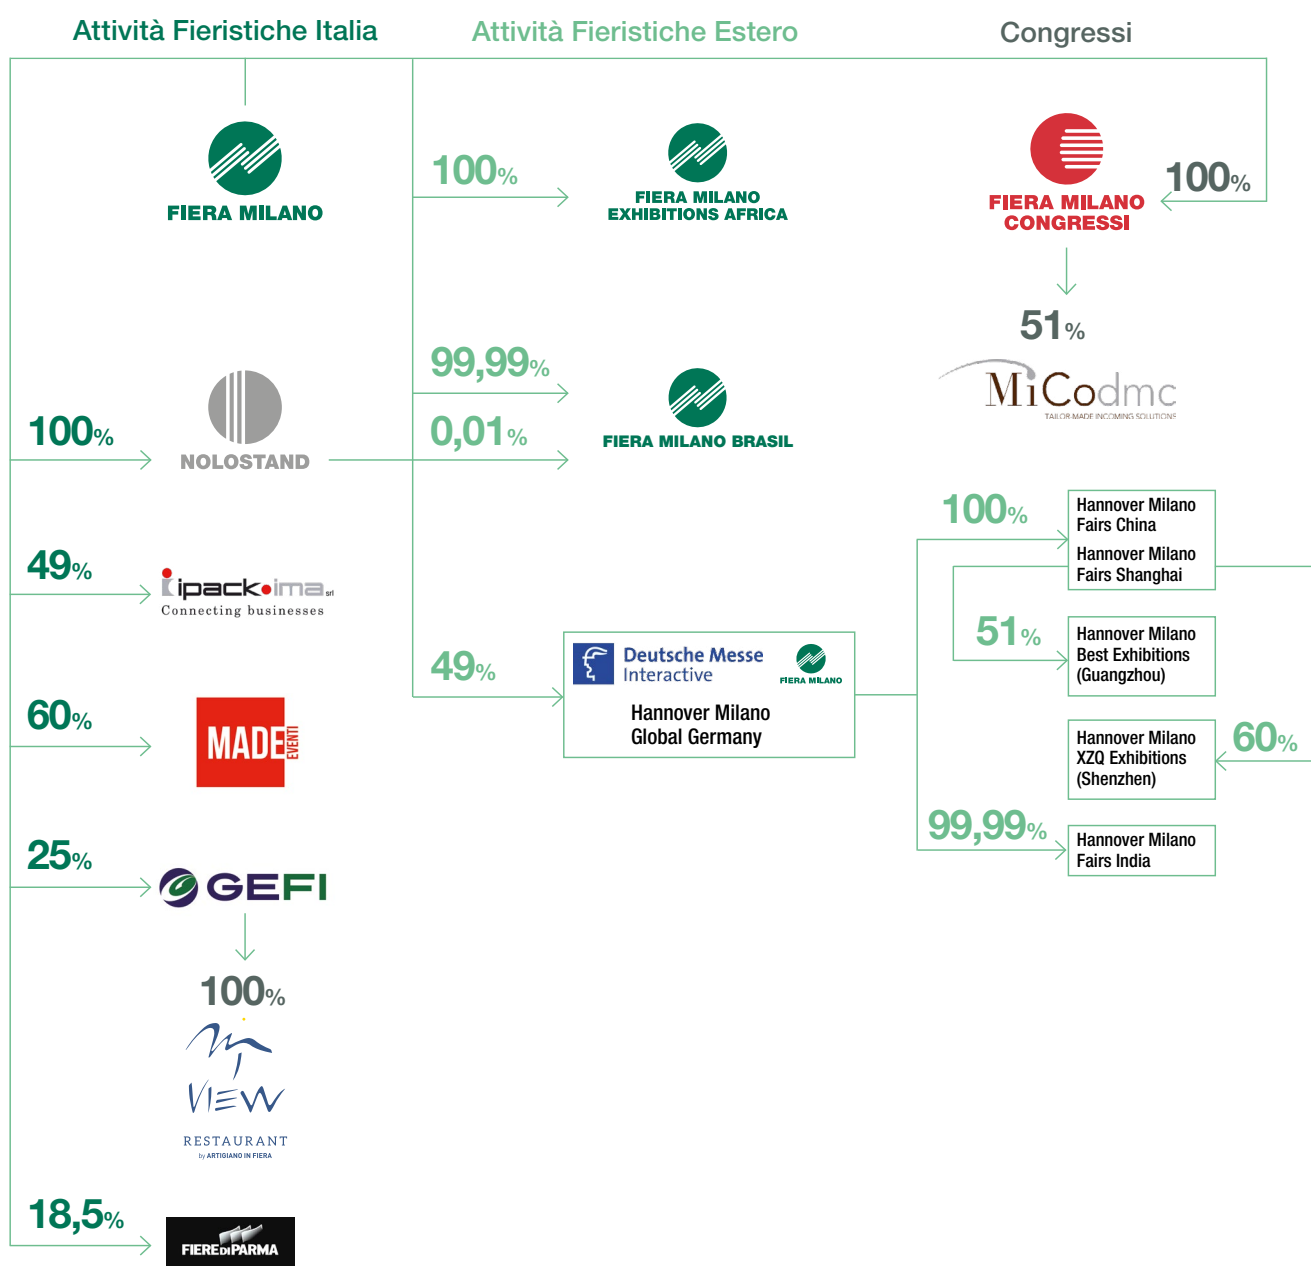 Attività Fieristiche Italia
Attività Fieristiche Estero
Congressi
FIERA MILANO
100%
FIERA MILANO
EXHIBITIONS AFRICA
FIERA MILANO
CONGRESSI
100%
51%
MiCodmc
TAILOR-MADE INCOMING SOLUTIONS
100%
NOLOSTAND
99,99%
0,01%
FIERA MILANO BRASIL
49%
ipack ima srl
Connecting businesses
60%
MADE
EVENTI
25%
GEFI
100%
VIEW
RESTAURANT
by ARTIGIANO IN FIERA
18,5%
FIERE DI PARMA
49%
Deutsche Messe
Interactive
FIERA MILANO
Hannover Milano
Global Germany
100%
Hannover Milano
Fairs China
Hannover Milano
Fairs Shanghai
51%
Hannover Milano
Best Exhibitions
(Guangzhou)
Hannover Milano
XZQ Exhibitions
(Shenzhen)
60%
99,99%
Hannover Milano
Fairs India